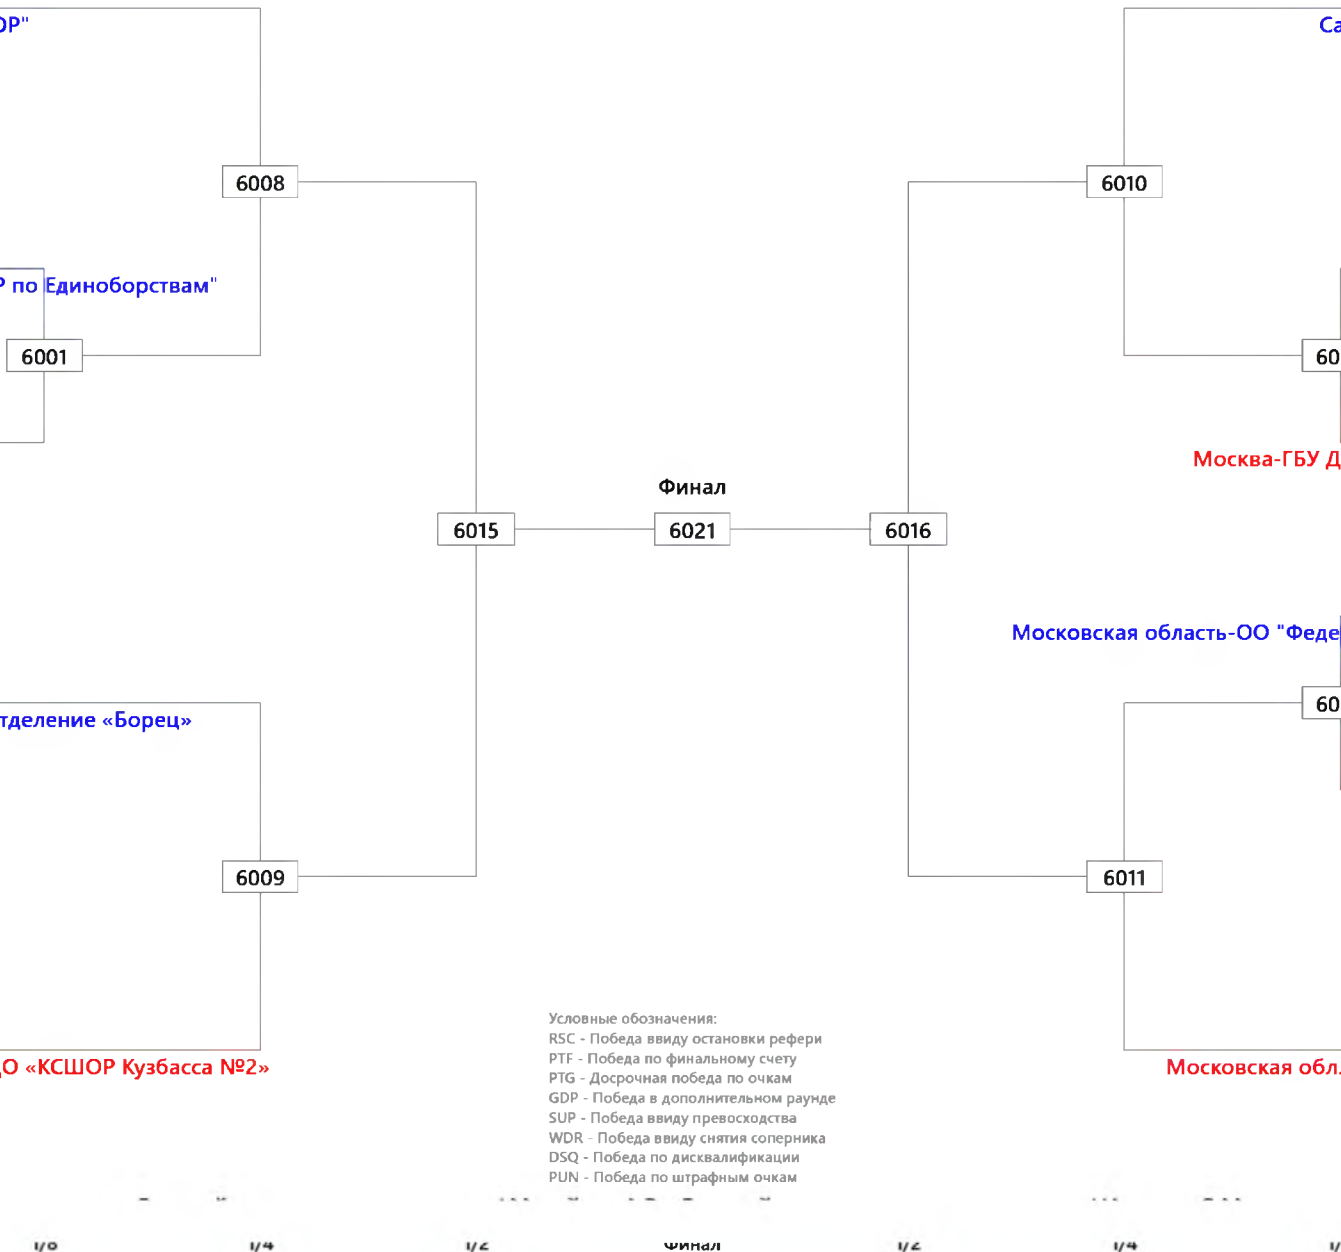 ОР"
Са
6008
6010
Р по Единоборствам"
6001
60
Москва-ГБУ Д
Финал
6015
6021
6016
Московская область-ОО "Феде
60
тделение «Борец»
6009
6011
Условные обозначения:
RSC - Победа ввиду остановки рефери
PTF - Победа по финальному счету
PTG - Досрочная победа по очкам
GDP - Победа в дополнительном раунде
SUP - Победа ввиду превосходства
WDR - Победа ввиду снятия соперника
DSQ - Победа по дисквалификации
PUN - Победа по штрафным очкам
ДО «КСШОР Кузбасса №2»
Московская обл.
1/8 1/4 1/2 Финал 1/2 1/4